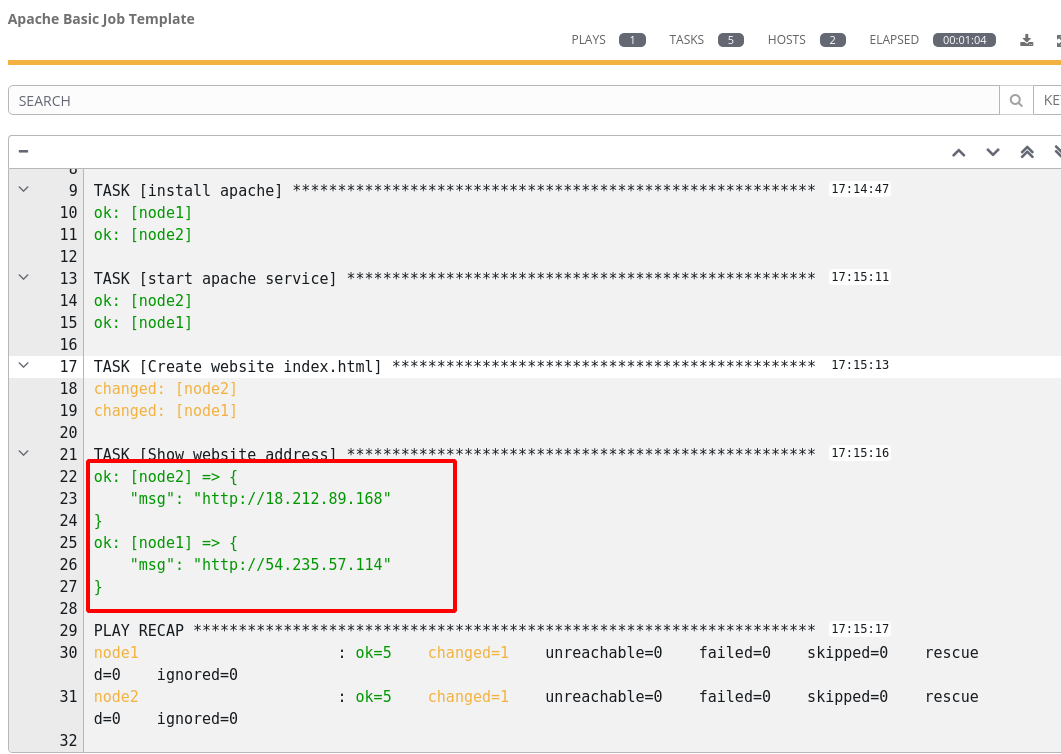 Apache Basic Job Template
PLAYS 1 TASKS 5 HOSTS 2 ELAPSED 00:01:04
SEARCH
KE
8
9 TASK [install apache] ********************************************************** 17:14:47
10 ok: [node1]
11 ok: [node2]
12
13 TASK [start apache service] **************************************************** 17:15:11
14 ok: [node2]
15 ok: [node1]
16
17 TASK [Create website index.html] *********************************************** 17:15:13
18 changed: [node2]
19 changed: [node1]
20
21 TASK [Show website address] **************************************************** 17:15:16
22 ok: [node2] => {
23 "msg": "http://18.212.89.168"
24 }
25 ok: [node1] => {
26 "msg": "http://54.235.57.114"
27 }
28
29 PLAY RECAP ********************************************************************* 17:15:17
30 node1 : ok=5 changed=1 unreachable=0 failed=0 skipped=0 rescue
d=0 ignored=0
31 node2 : ok=5 changed=1 unreachable=0 failed=0 skipped=0 rescue
d=0 ignored=0
32